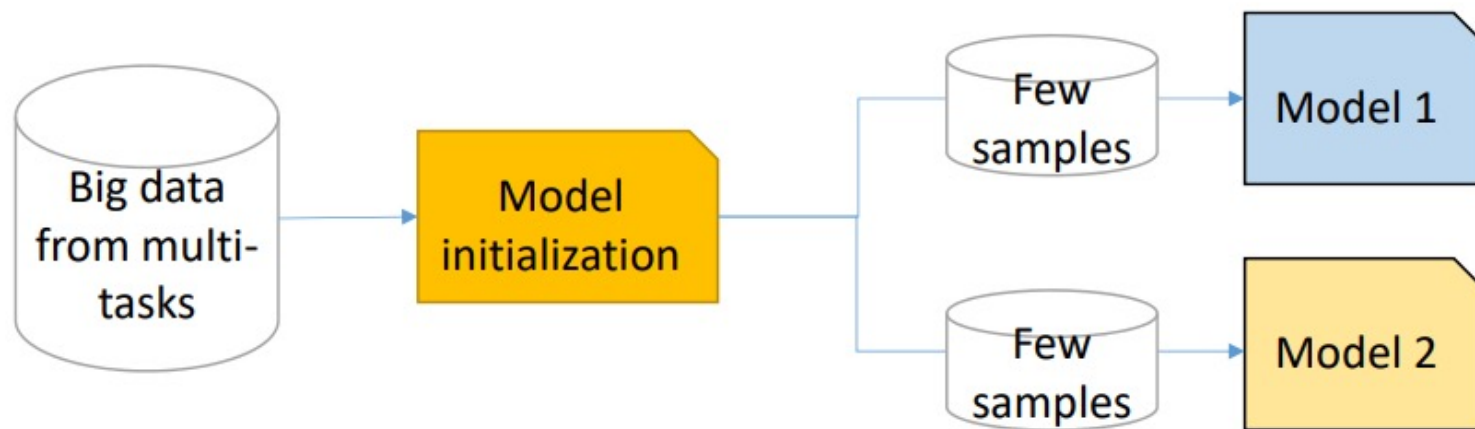 Big data
from multi-
tasks
Model
initialization
Few
samples
Model 1
Few
samples
Model 2